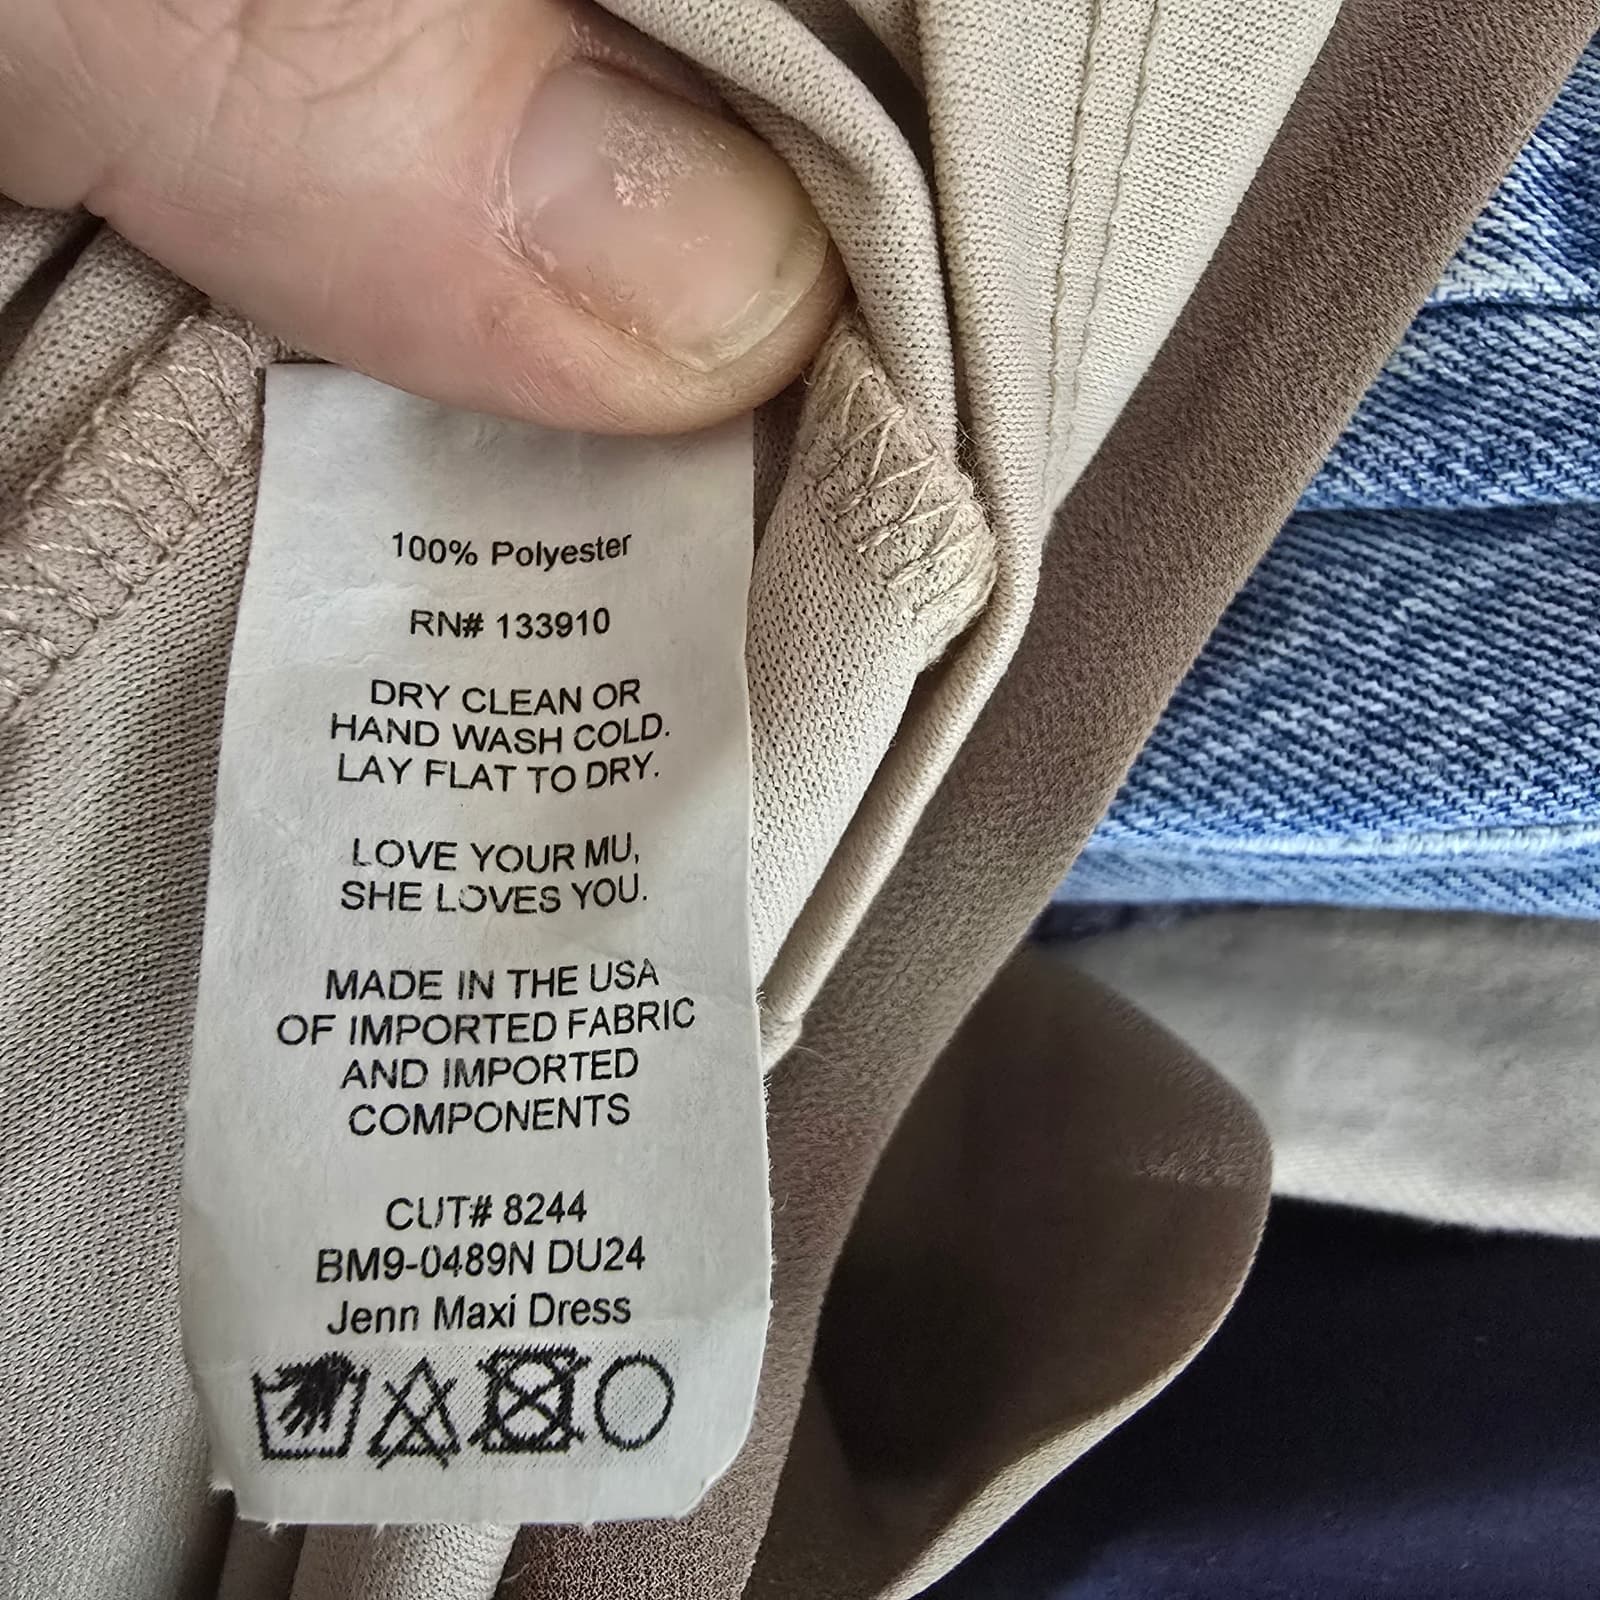 100% Polyester
RN# 133910
DRY CLEAN OR
HAND WASH COLD.
LAY FLAT TO DRY.
LOVE YOUR MU,
SHE LOVES YOU.
MADE IN THE USA
OF IMPORTED FABRIC
AND IMPORTED
COMPONENTS
CUT# 8244
BM9-0489N DU24
Jenn Maxi Dress